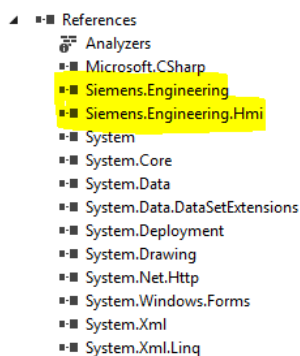 References
Analyzers
Microsoft.CSharp
Siemens.Engineering
Siemens.Engineering.Hmi
System
System.Core
System.Data
System.Data.DataSetExtensions
System.Deployment
System.Drawing
System.Net.Http
System.Windows.Forms
System.Xml
System.Xml.Linq